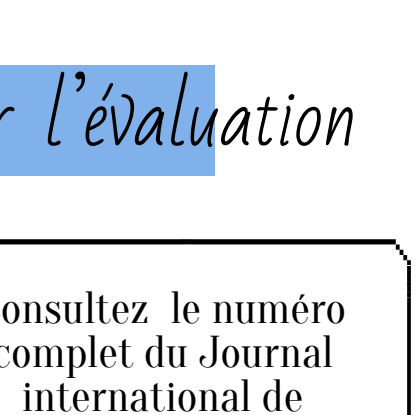 r l’évaluation
onsultez le numéro
complet du Journal
international de